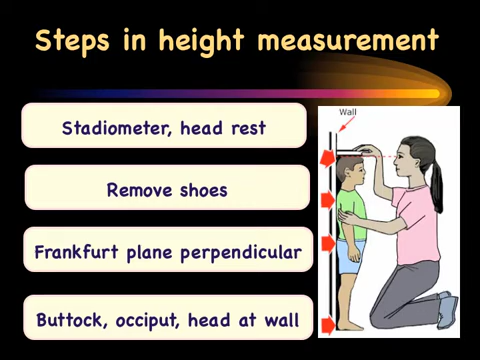 Steps in height measurement
Stadiometer, head rest
Remove shoes
Frankfurt plane perpendicular
Buttock, occiput, head at wall
Wall